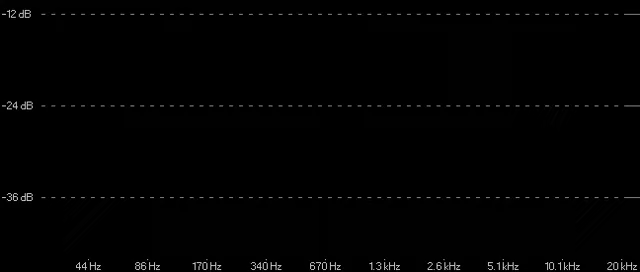 -12 dB
-24 dB
-36 dB
44 Hz 86 Hz 170 Hz 340 Hz 670 Hz 1.3 kHz 2.6 kHz 5.1 kHz 10.1 kHz 20 kHz